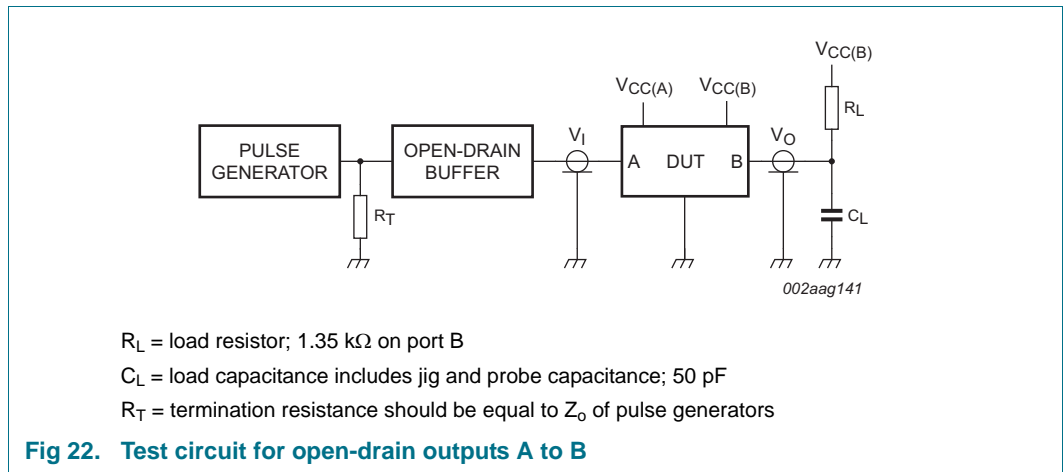 VCC(B)
VCC(A) VCC(B)
RL
PULSE GENERATOR
OPEN-DRAIN BUFFER
VI
A DUT B
VO
RT
CL
002aag141
RL = load resistor; 1.35 kΩ on port B
CL = load capacitance includes jig and probe capacitance; 50 pF
RT = termination resistance should be equal to Zo of pulse generators
Fig 22. Test circuit for open-drain outputs A to B